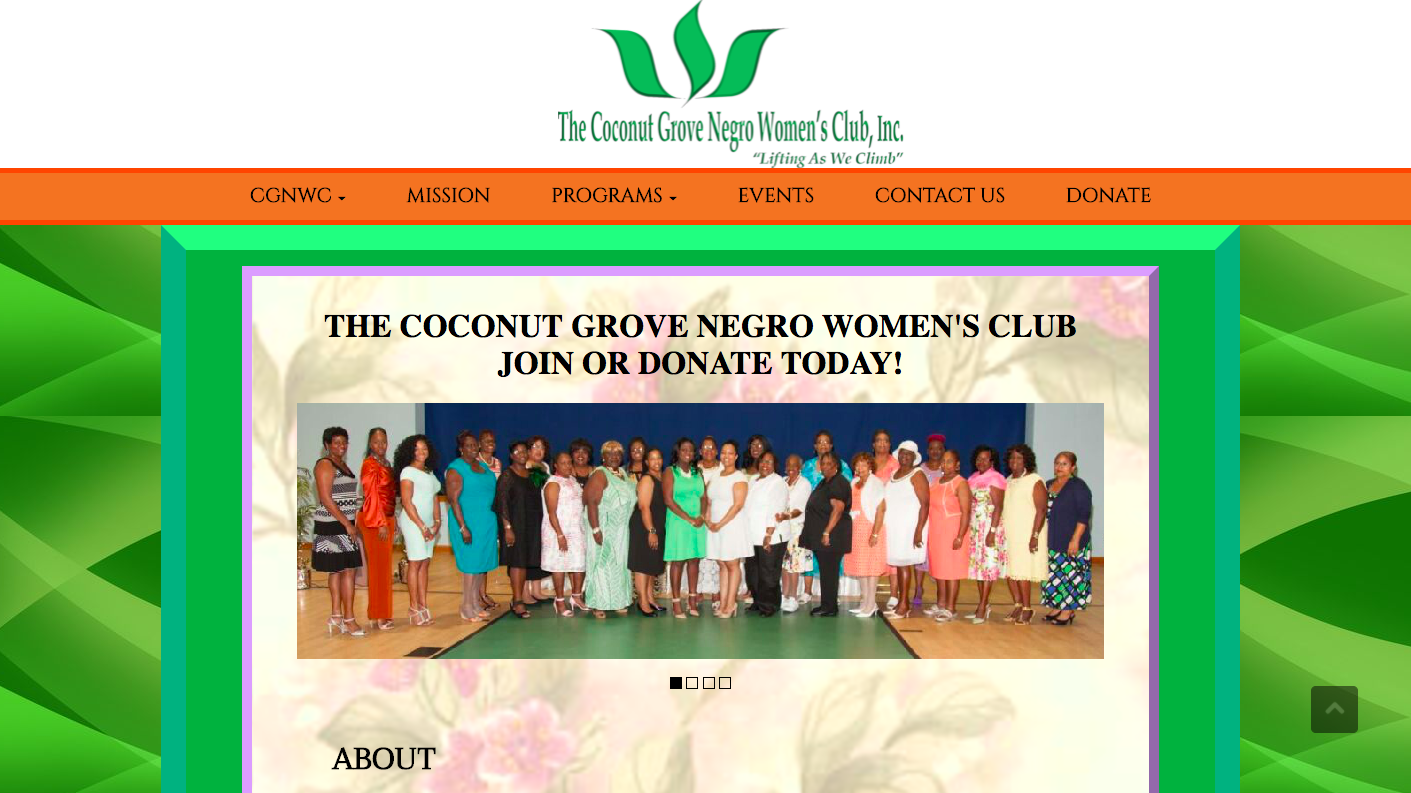 The Coconut Grove Negro Women's Club, Inc.
"Lifting As We Climb"
CGNWC
MISSION
PROGRAMS
EVENTS
CONTACT US
DONATE
THE COCONUT GROVE NEGRO WOMEN'S CLUB
JOIN OR DONATE TODAY!
ABOUT